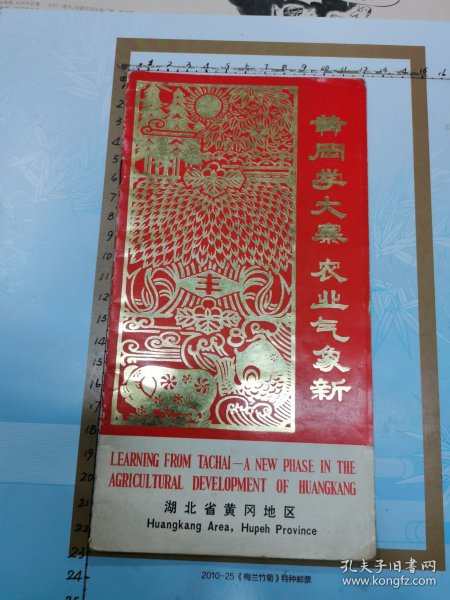 黄冈学大寨 农业气象新
丰
LEARNING FROM TACHAI—A NEW PHASE IN THE
AGRICULTURAL DEVELOPMENT OF HUANGKANG
湖北省黄冈地区
Huangkang Area, Hupeh Province
2010-25《梅兰竹菊》特种邮票
孔夫子旧书网
www.kongfz.com